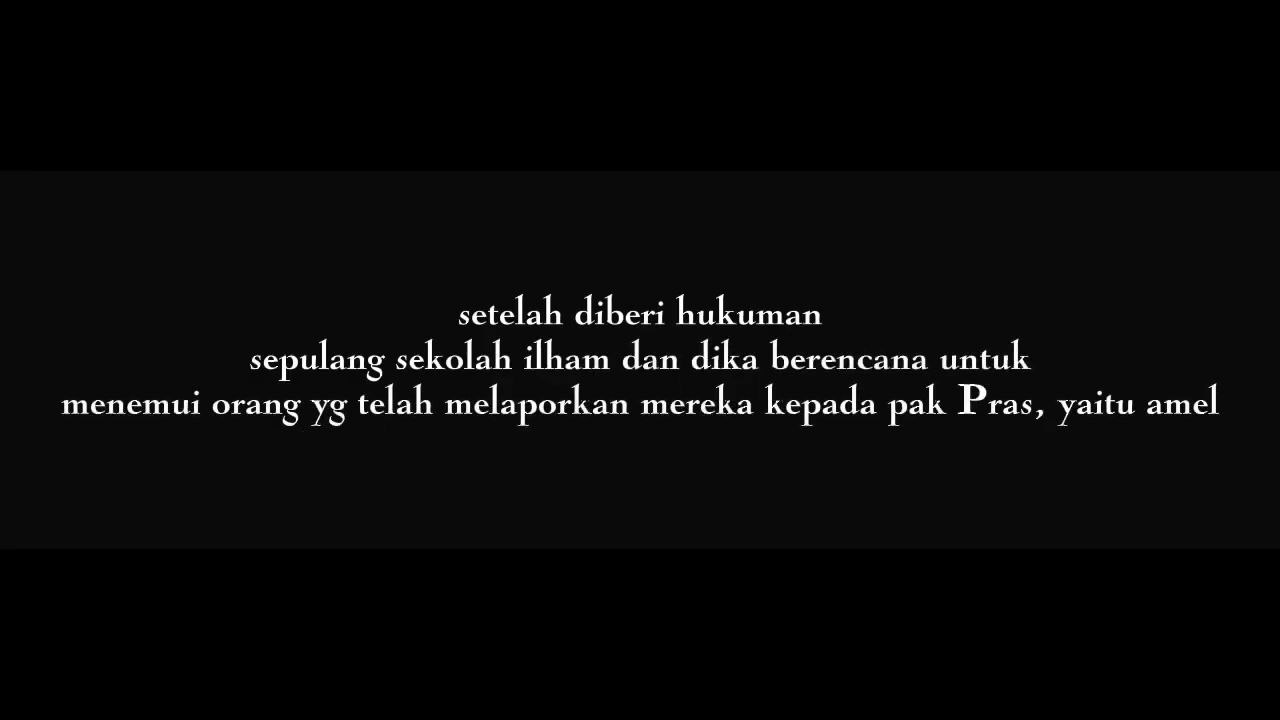 setelah diberi hukuman
sepulang sekolah ilham dan dika berencana untuk
menemui orang yg telah melaporkan mereka kepada pak Pras, yaitu amel